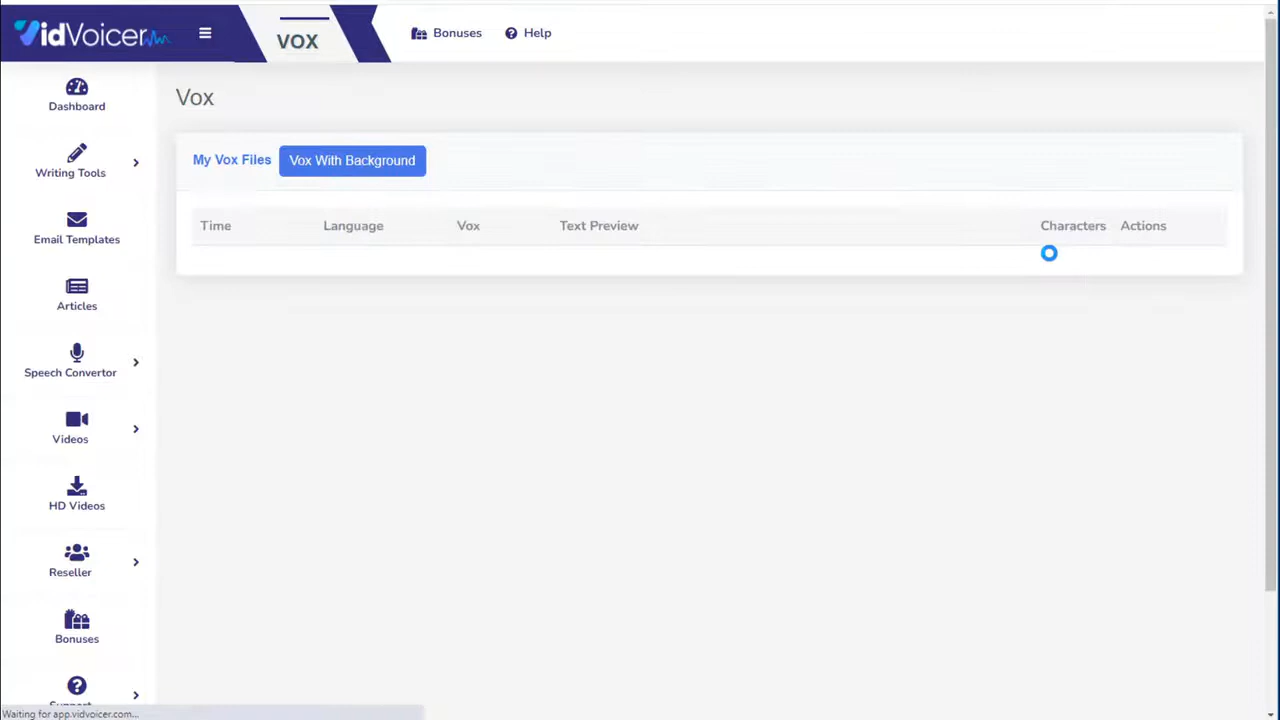 VidVoicer
VOX
Bonuses
Help
Dashboard
Writing Tools
Email Templates
Articles
Speech Convertor
Videos
HD Videos
Reseller
Bonuses
Support
Vox
My Vox Files
Vox With Background
Time Language Vox Text Preview Characters Actions
Waiting for app.vidvoicer.com...